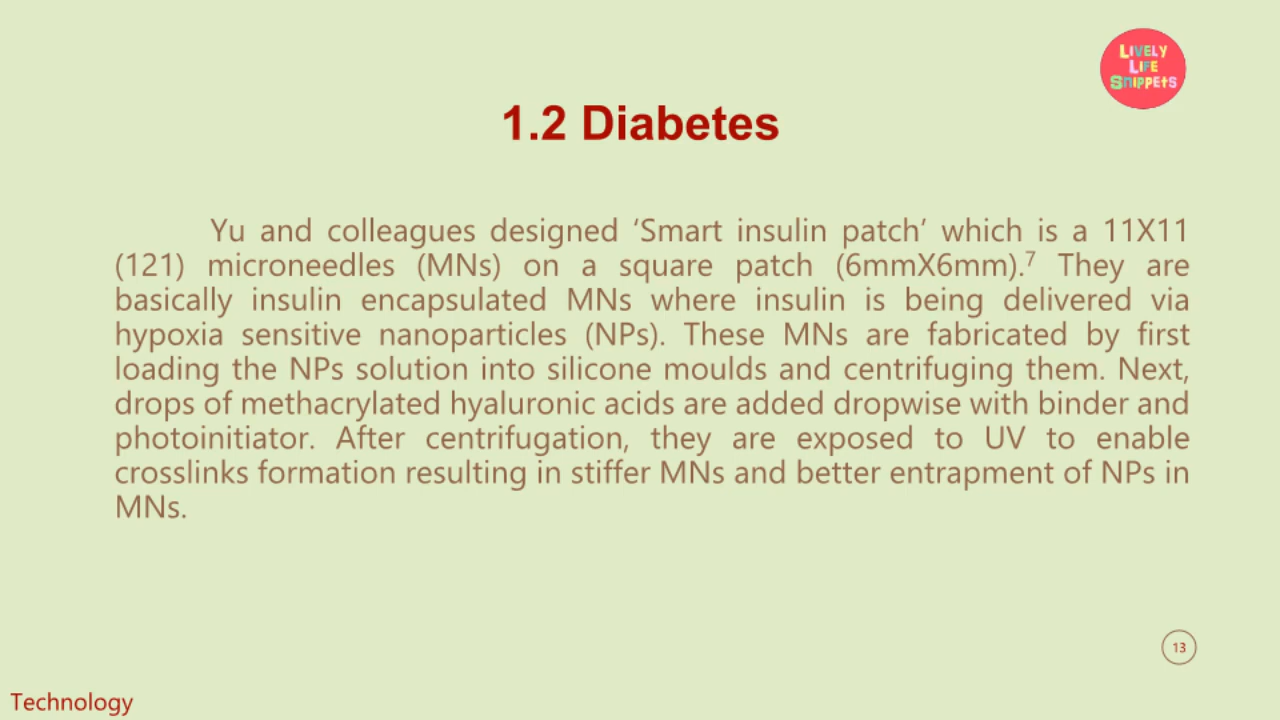 LIVELY
LIFE
SNIPPETS
1.2 Diabetes
Yu and colleagues designed ‘Smart insulin patch’ which is a 11X11
(121) microneedles (MNs) on a square patch (6mmX6mm).⁷ They are
basically insulin encapsulated MNs where insulin is being delivered via
hypoxia sensitive nanoparticles (NPs). These MNs are fabricated by first
loading the NPs solution into silicone moulds and centrifuging them. Next,
drops of methacrylated hyaluronic acids are added dropwise with binder and
photoinitiator. After centrifugation, they are exposed to UV to enable
crosslinks formation resulting in stiffer MNs and better entrapment of NPs in
MNs.
13
Technology